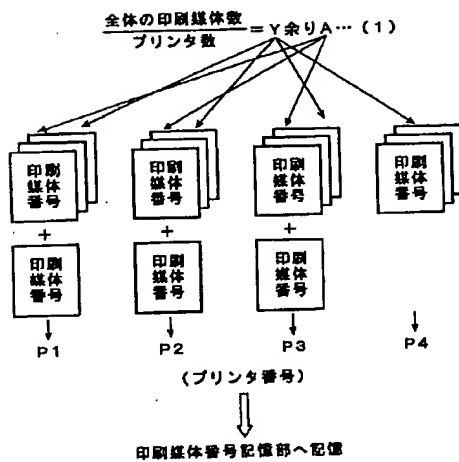 全体の印刷媒体数
プリンタ数
=Y余りA…(1)
印刷
媒体
番号
印刷
媒体
番号
印刷
媒体
番号
印刷
媒体
番号
+
+
+
印刷
媒体
番号
印刷
媒体
番号
印刷
媒体
番号
P1
P2
P3
P4
(プリンタ番号)
印刷媒体番号記憶部へ記憶